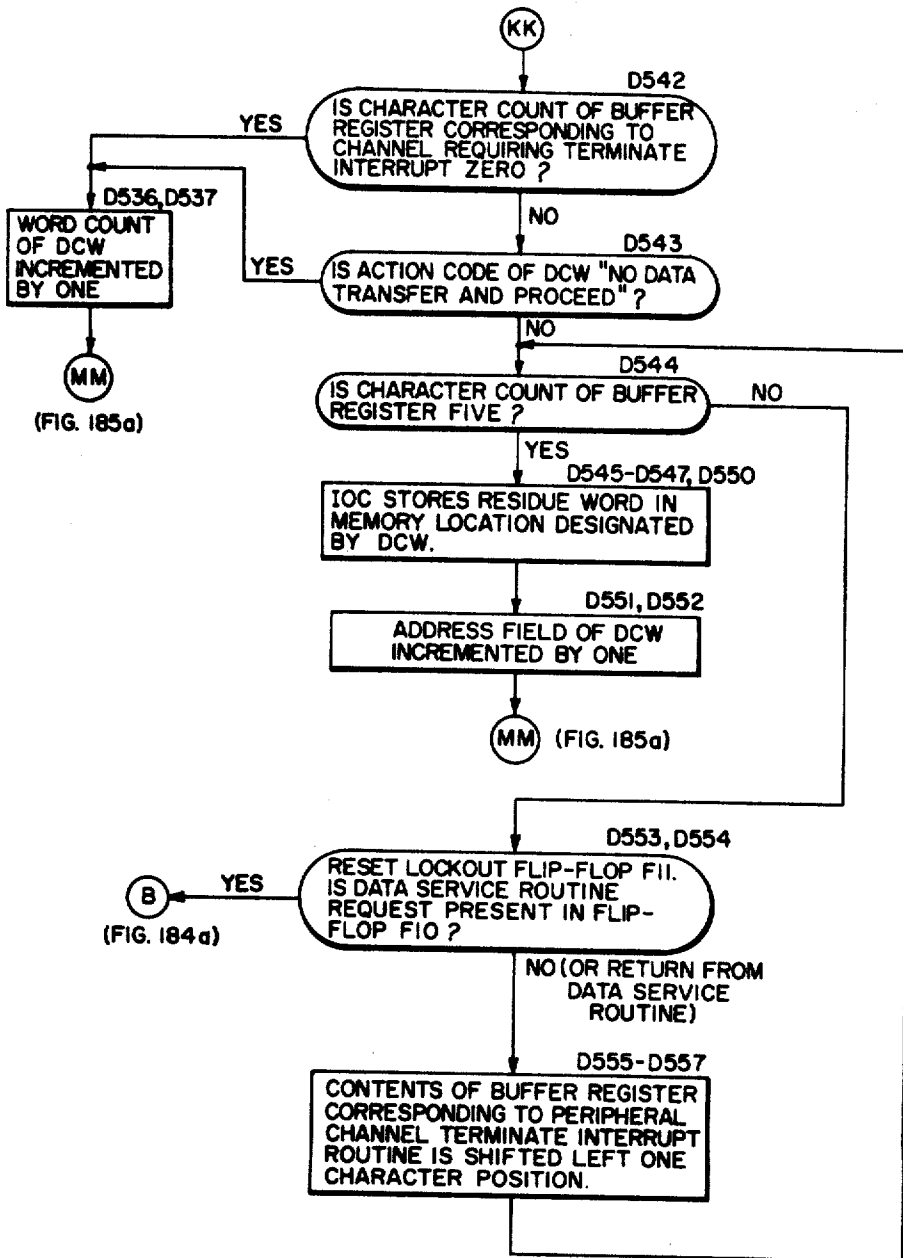 KK
D542
IS CHARACTER COUNT OF BUFFER
REGISTER CORRESPONDING TO
CHANNEL REQUIRING TERMINATE
INTERRUPT ZERO ?
YES
NO
D536, D537
WORD COUNT
OF DCW
INCREMENTED
BY ONE
MM
(FIG. 185a)
D543
IS ACTION CODE OF DCW "NO DATA
TRANSFER AND PROCEED" ?
YES
NO
D544
IS CHARACTER COUNT OF BUFFER
REGISTER FIVE ?
NO
YES
D545-D547, D550
IOC STORES RESIDUE WORD IN
MEMORY LOCATION DESIGNATED
BY DCW.
D551, D552
ADDRESS FIELD OF DCW
INCREMENTED BY ONE
MM (FIG. 185a)
D553, D554
RESET LOCKOUT FLIP-FLOP F11.
IS DATA SERVICE ROUTINE
REQUEST PRESENT IN FLIP-
FLOP F10 ?
YES
B
(FIG. 184a)
NO (OR RETURN FROM
DATA SERVICE
ROUTINE)
D555-D557
CONTENTS OF BUFFER REGISTER
CORRESPONDING TO PERIPHERAL
CHANNEL TERMINATE INTERRUPT
ROUTINE IS SHIFTED LEFT ONE
CHARACTER POSITION.